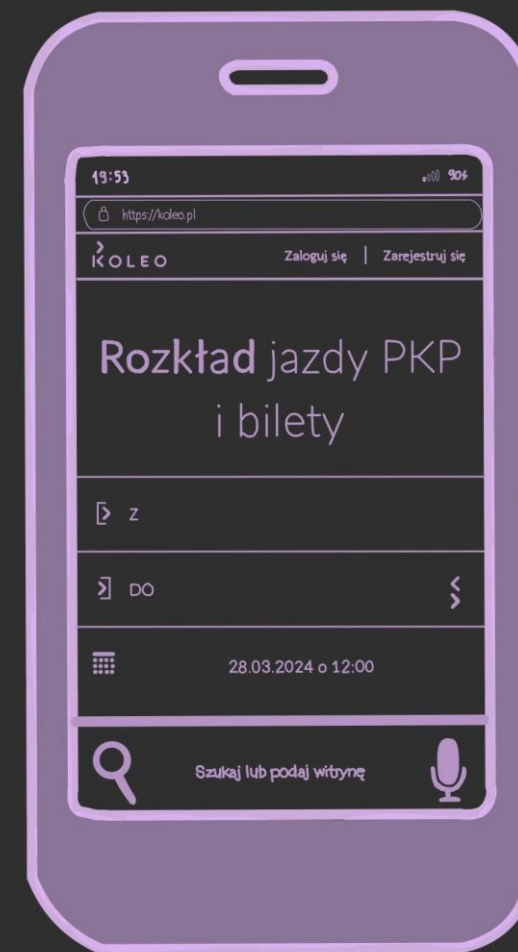 19:53 90%
https://koleo.pl
KOLEO Zaloguj się | Zarejestruj się
Rozkład jazdy PKP
i bilety
Z
DO
28.03.2024 o 12:00
Szukaj lub podaj witrynę